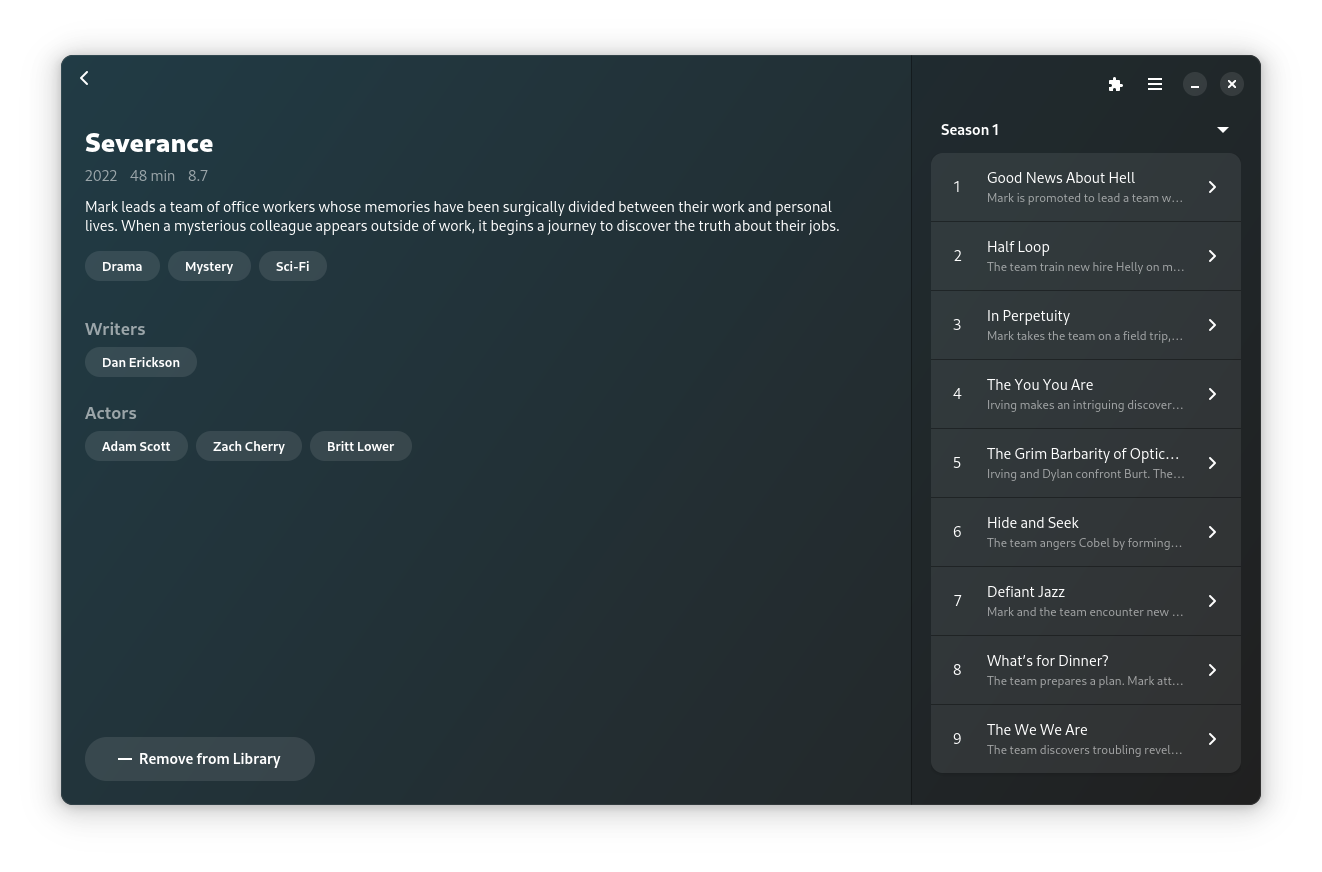 Severance
2022 48 min 8.7
Mark leads a team of office workers whose memories have been surgically divided between their work and personal
lives. When a mysterious colleague appears outside of work, it begins a journey to discover the truth about their jobs.
Drama Mystery Sci-Fi
Writers
Dan Erickson
Actors
Adam Scott Zach Cherry Britt Lower
— Remove from Library
Season 1
1 Good News About Hell
Mark is promoted to lead a team w...
2 Half Loop
The team train new hire Helly on m...
3 In Perpetuity
Mark takes the team on a field trip,...
4 The You You Are
Irving makes an intriguing discover...
5 The Grim Barbarity of Optic...
Irving and Dylan confront Burt. The...
6 Hide and Seek
The team angers Cobel by forming...
7 Defiant Jazz
Mark and the team encounter new ...
8 What's for Dinner?
The team prepares a plan. Mark att...
9 The We We Are
The team discovers troubling revel...